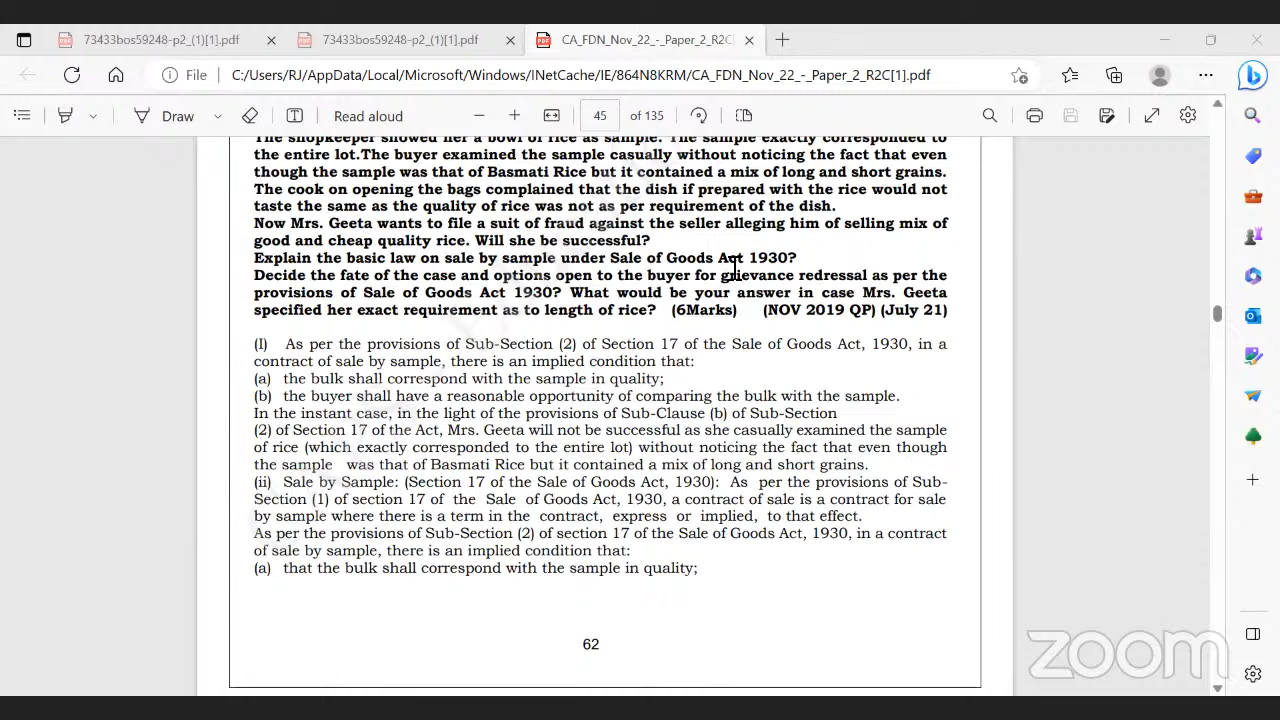 73433bos59248-p2_(1)[1].pdf
73433bos59248-p2_(1)[1].pdf
CA_FDN_Nov_22_-_Paper_2_R2C[
File
C:/Users/RJ/AppData/Local/Microsoft/Windows/INetCache/IE/864N8KRM/CA_FDN_Nov_22_-_Paper_2_R2C[1].pdf
Draw
Read aloud
45 of 135
The shopkeeper showed her a bowl of rice as sample. The sample exactly corresponded to
the entire lot.The buyer examined the sample casually without noticing the fact that even
though the sample was that of Basmati Rice but it contained a mix of long and short grains.
The cook on opening the bags complained that the dish if prepared with the rice would not
taste the same as the quality of rice was not as per requirement of the dish.
Now Mrs. Geeta wants to file a suit of fraud against the seller alleging him of selling mix of
good and cheap quality rice. Will she be successful?
Explain the basic law on sale by sample under Sale of Goods Act 1930?
Decide the fate of the case and options open to the buyer for grievance redressal as per the
provisions of Sale of Goods Act 1930? What would be your answer in case Mrs. Geeta
specified her exact requirement as to length of rice? (6Marks) (NOV 2019 QP) (July 21)
(I) As per the provisions of Sub-Section (2) of Section 17 of the Sale of Goods Act, 1930, in a
contract of sale by sample, there is an implied condition that:
(a) the bulk shall correspond with the sample in quality;
(b) the buyer shall have a reasonable opportunity of comparing the bulk with the sample.
In the instant case, in the light of the provisions of Sub-Clause (b) of Sub-Section
(2) of Section 17 of the Act, Mrs. Geeta will not be successful as she casually examined the sample
of rice (which exactly corresponded to the entire lot) without noticing the fact that even though
the sample was that of Basmati Rice but it contained a mix of long and short grains.
(ii) Sale by Sample: (Section 17 of the Sale of Goods Act, 1930): As per the provisions of Sub-
Section (1) of section 17 of the Sale of Goods Act, 1930, a contract of sale is a contract for sale
by sample where there is a term in the contract, express or implied, to that effect.
As per the provisions of Sub-Section (2) of section 17 of the Sale of Goods Act, 1930, in a contract
of sale by sample, there is an implied condition that:
(a) that the bulk shall correspond with the sample in quality;
62
zoom